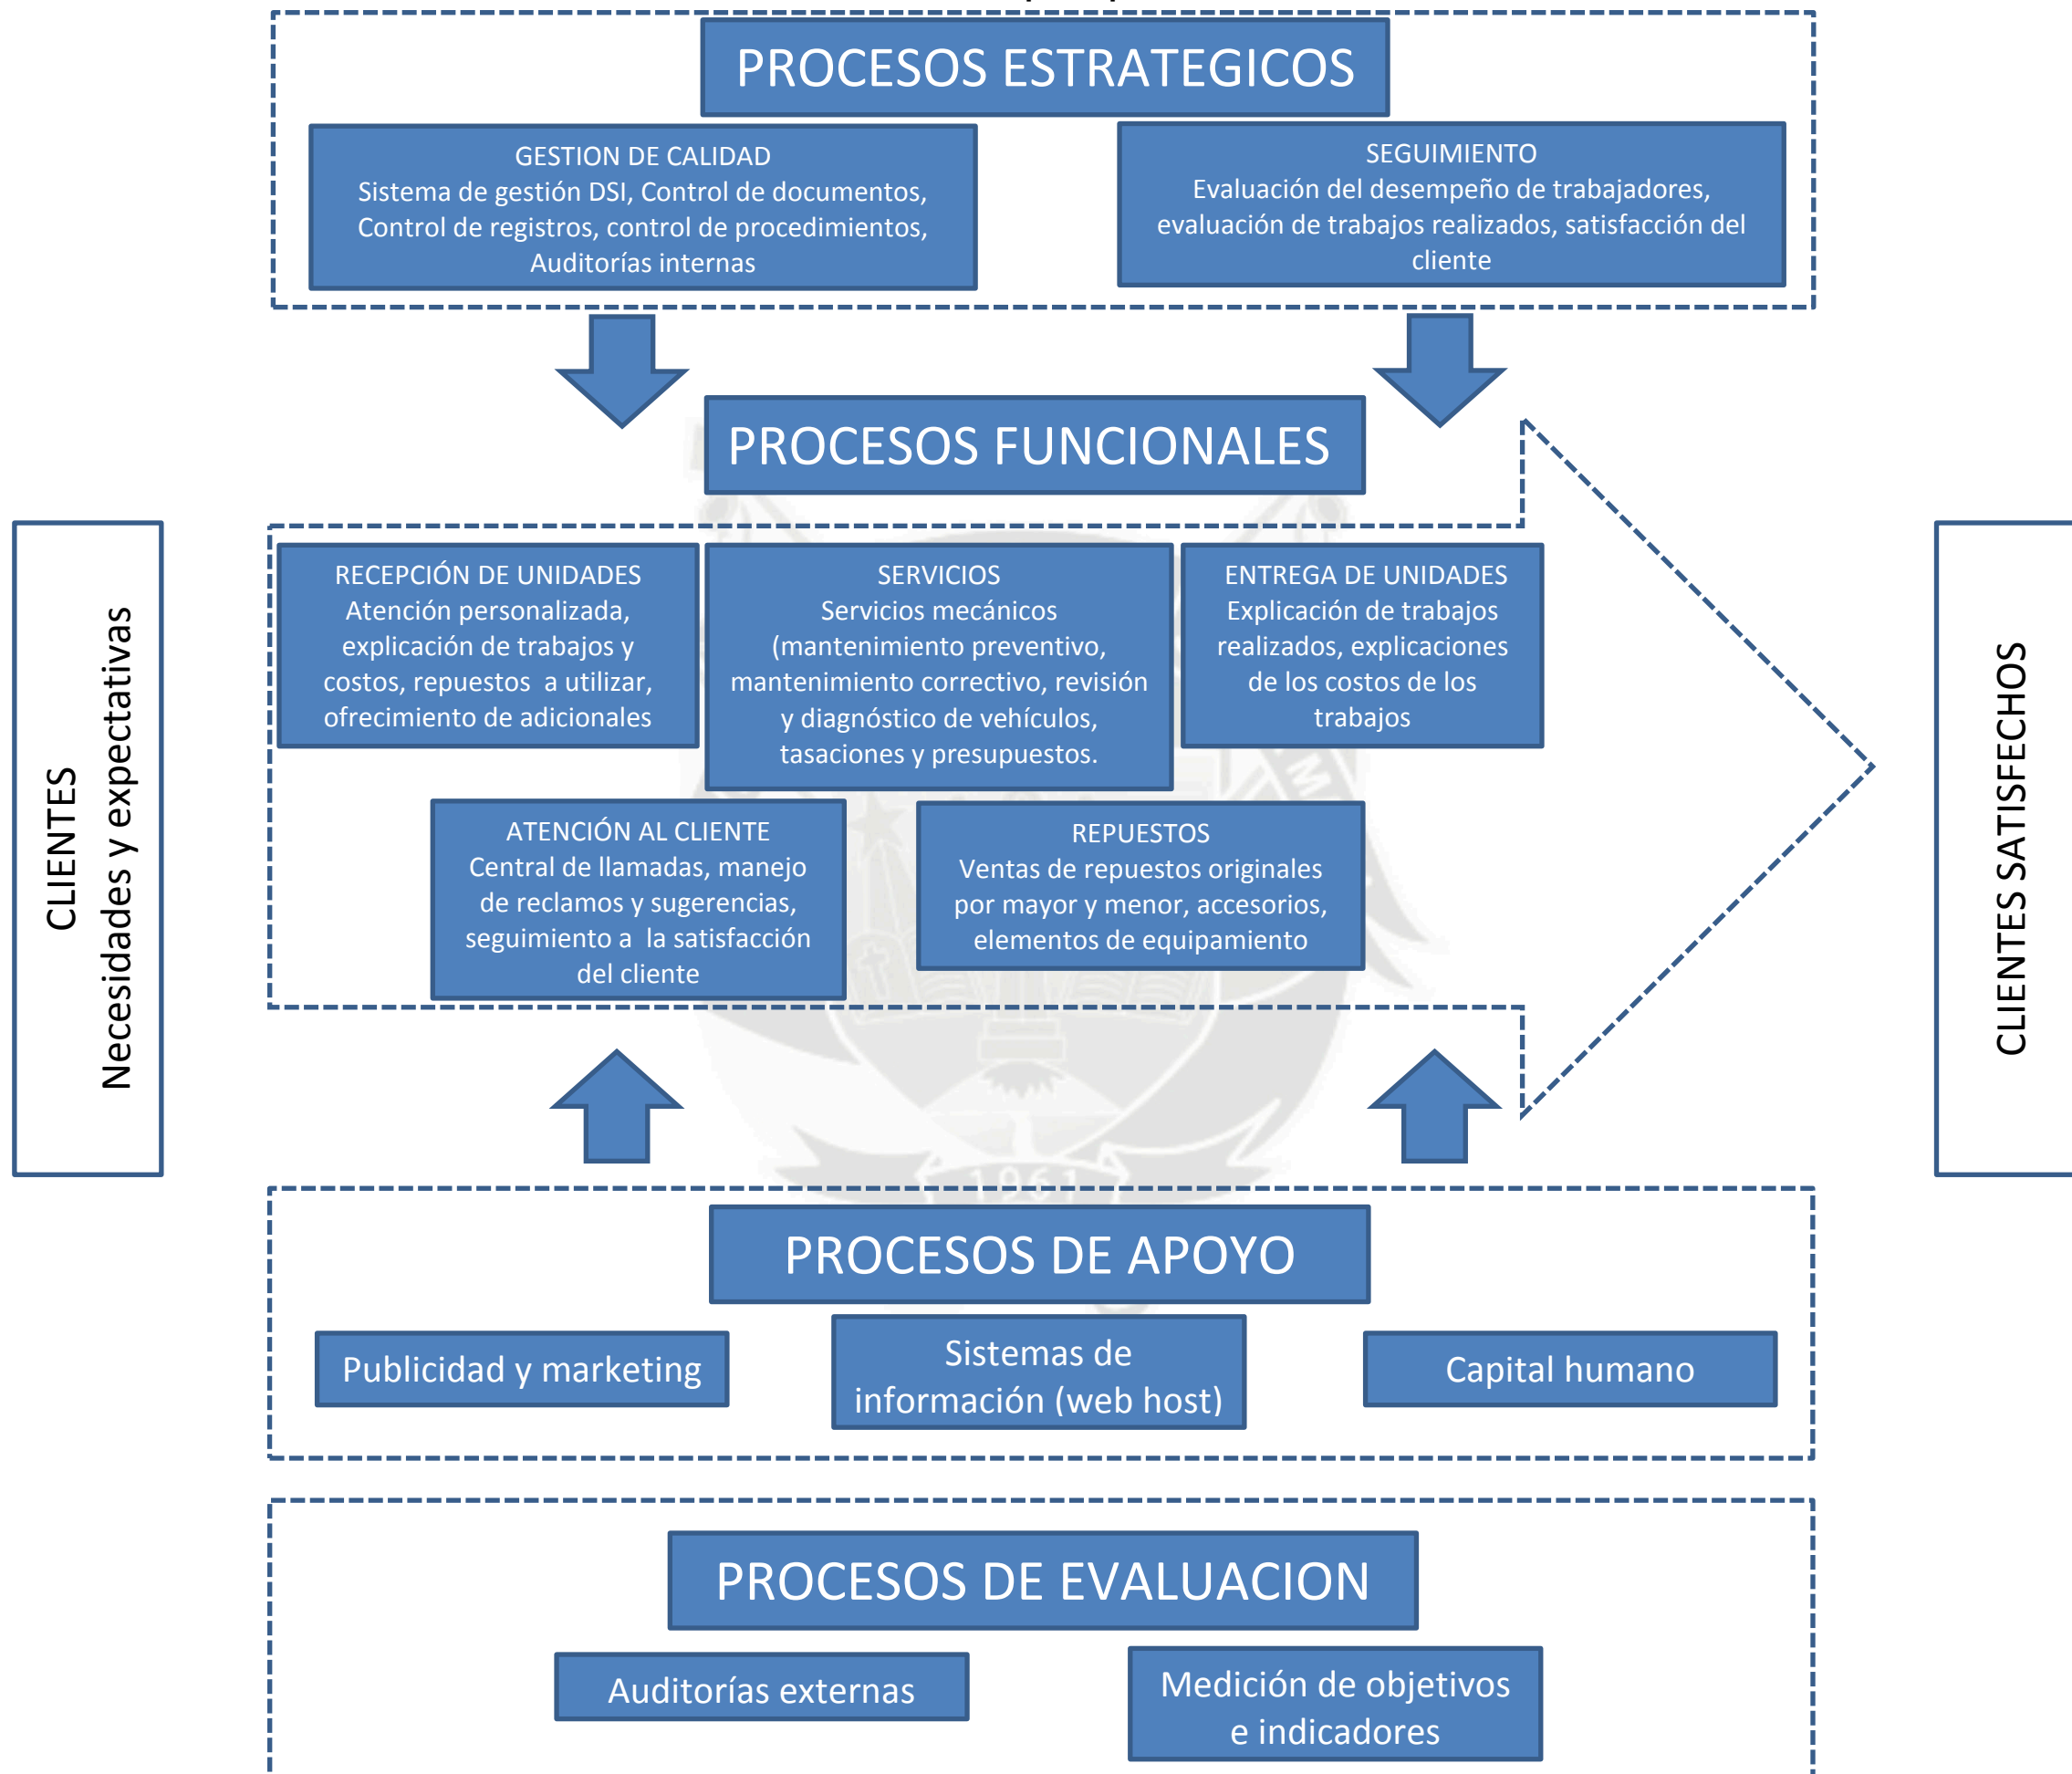 PROCESOS ESTRATEGICOS
GESTION DE CALIDAD
Sistema de gestión DSI, Control de documentos,
Control de registros, control de procedimientos,
Auditorías internas
SEGUIMIENTO
Evaluación del desempeño de trabajadores,
evaluación de trabajos realizados, satisfacción del
cliente
PROCESOS FUNCIONALES
CLIENTES
Necesidades y expectativas
RECEPCIÓN DE UNIDADES
Atención personalizada,
explicación de trabajos y
costos, repuestos a utilizar,
ofrecimiento de adicionales
SERVICIOS
Servicios mecánicos
(mantenimiento preventivo,
mantenimiento correctivo, revisión
y diagnóstico de vehículos,
tasaciones y presupuestos.
ENTREGA DE UNIDADES
Explicación de trabajos
realizados, explicaciones
de los costos de los
trabajos
ATENCIÓN AL CLIENTE
Central de llamadas, manejo
de reclamos y sugerencias,
seguimiento a la satisfacción
del cliente
REPUESTOS
Ventas de repuestos originales
por mayor y menor, accesorios,
elementos de equipamiento
CLIENTES SATISFECHOS
1961
PROCESOS DE APOYO
Publicidad y marketing
Sistemas de
información (web host)
Capital humano
PROCESOS DE EVALUACION
Auditorías externas
Medición de objetivos
e indicadores